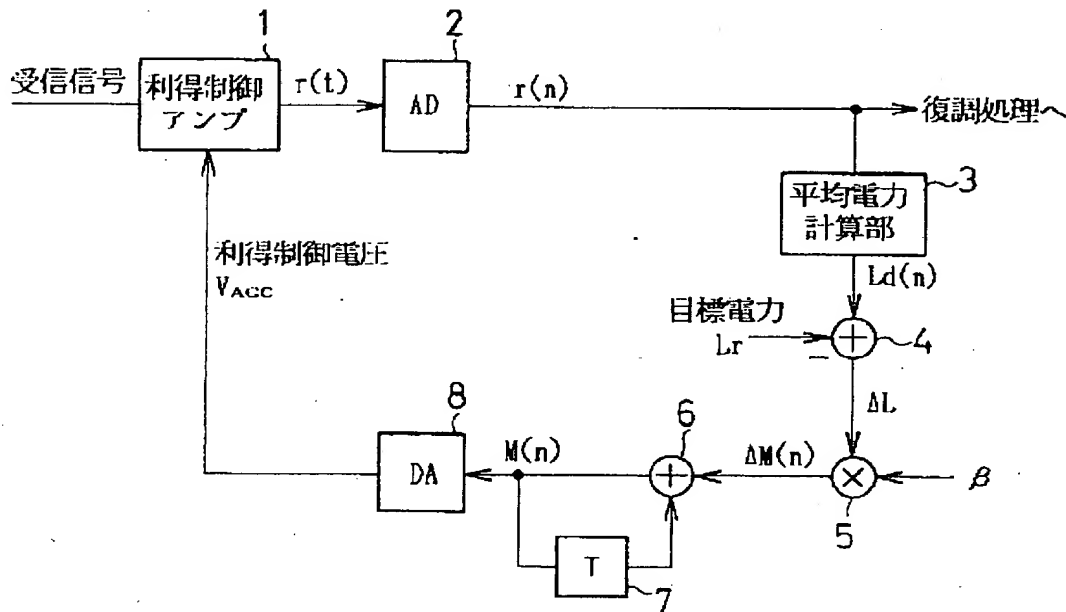 1
2
受信信号
利得制御
アンプ
r(t)
AD
r(n)
復調処理へ
平均電力
計算部
3
利得制御電圧
VAGC
Ld(n)
目標電力
Lr
+
−
4
ΔL
8
6
M(n)
ΔM(n)
DA
+
×
β
5
T
7